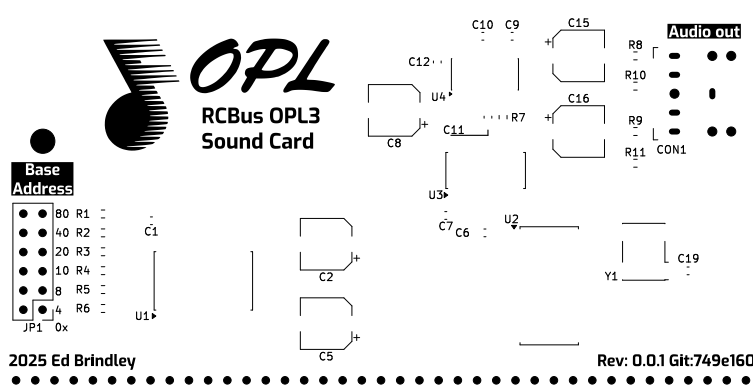 C10 C9 C15
Audio out
OPL
R8
C12
R10
U4
RCBus OPL3
Sound Card
C16
R7
C11
R9
C8
R11
CON1
Base
Address
U3
80 R1
C7
C6
U2
C1
40 R2
20 R3
C19
10 R4
C2
Y1
8 R5
4 R6
U1
JP1 0x
C5
2025 Ed Brindley
Rev: 0.0.1 Git:749e160